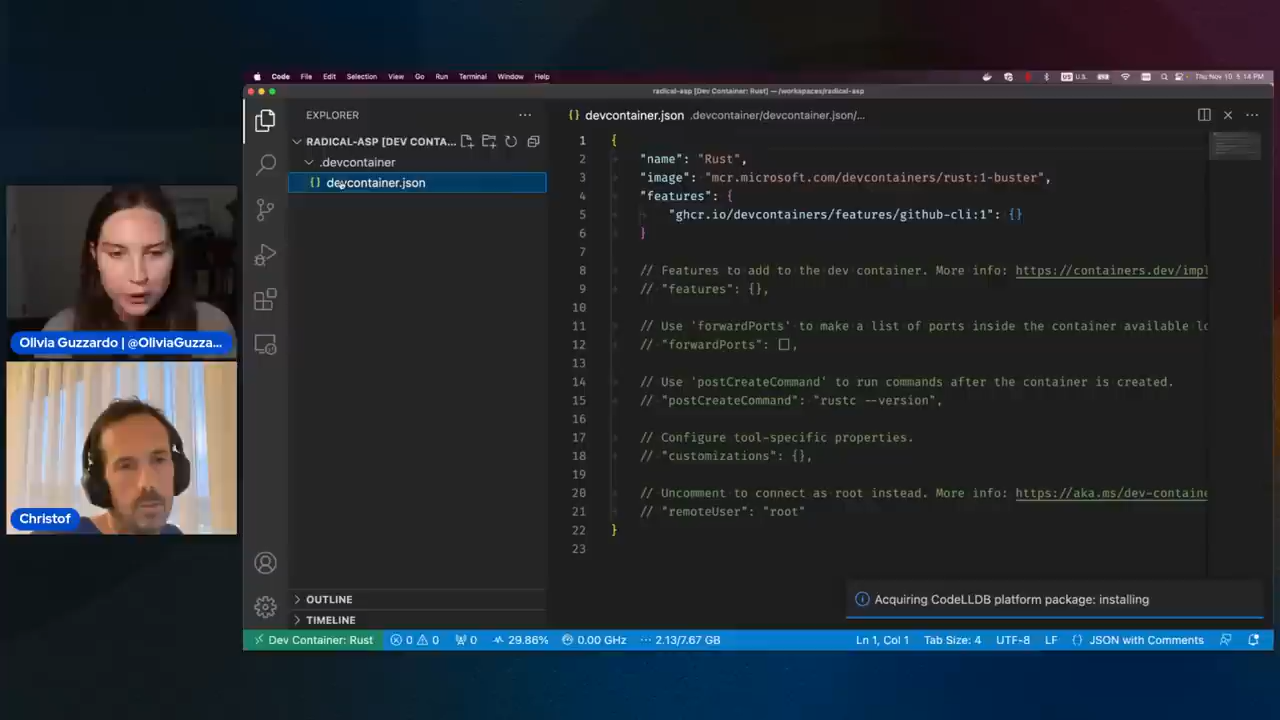 Code File Edit Selection View Go Run Terminal Window Help
U.S. Thu Nov 10 5:14 PM
radical-asp [Dev Container: Rust] — /workspaces/radical-asp
EXPLORER
RADICAL-ASP [DEV CONTA...
.devcontainer
{} devcontainer.json
{} devcontainer.json .devcontainer/devcontainer.json/...
1 {
2 "name": "Rust",
3 "image": "mcr.microsoft.com/devcontainers/rust:1-buster",
4 "features": {
5 "ghcr.io/devcontainers/features/github-cli:1": {}
6 }
7
8 // Features to add to the dev container. More info: https://containers.dev/impl
9 // "features": {},
10
11 // Use 'forwardPorts' to make a list of ports inside the container available lo
12 // "forwardPorts": [],
13
14 // Use 'postCreateCommand' to run commands after the container is created.
15 // "postCreateCommand": "rustc --version",
16
17 // Configure tool-specific properties.
18 // "customizations": {},
19
20 // Uncomment to connect as root instead. More info: https://aka.ms/dev-containe
21 // "remoteUser": "root"
22 }
23
Olivia Guzzardo | @OliviaGuzza...
Christof
OUTLINE
TIMELINE
Acquiring CodeLLDB platform package: installing
Dev Container: Rust 0 0 0 29.86% 0.00 GHz 2.13/7.67 GB Ln 1, Col 1 Tab Size: 4 UTF-8 LF {} JSON with Comments